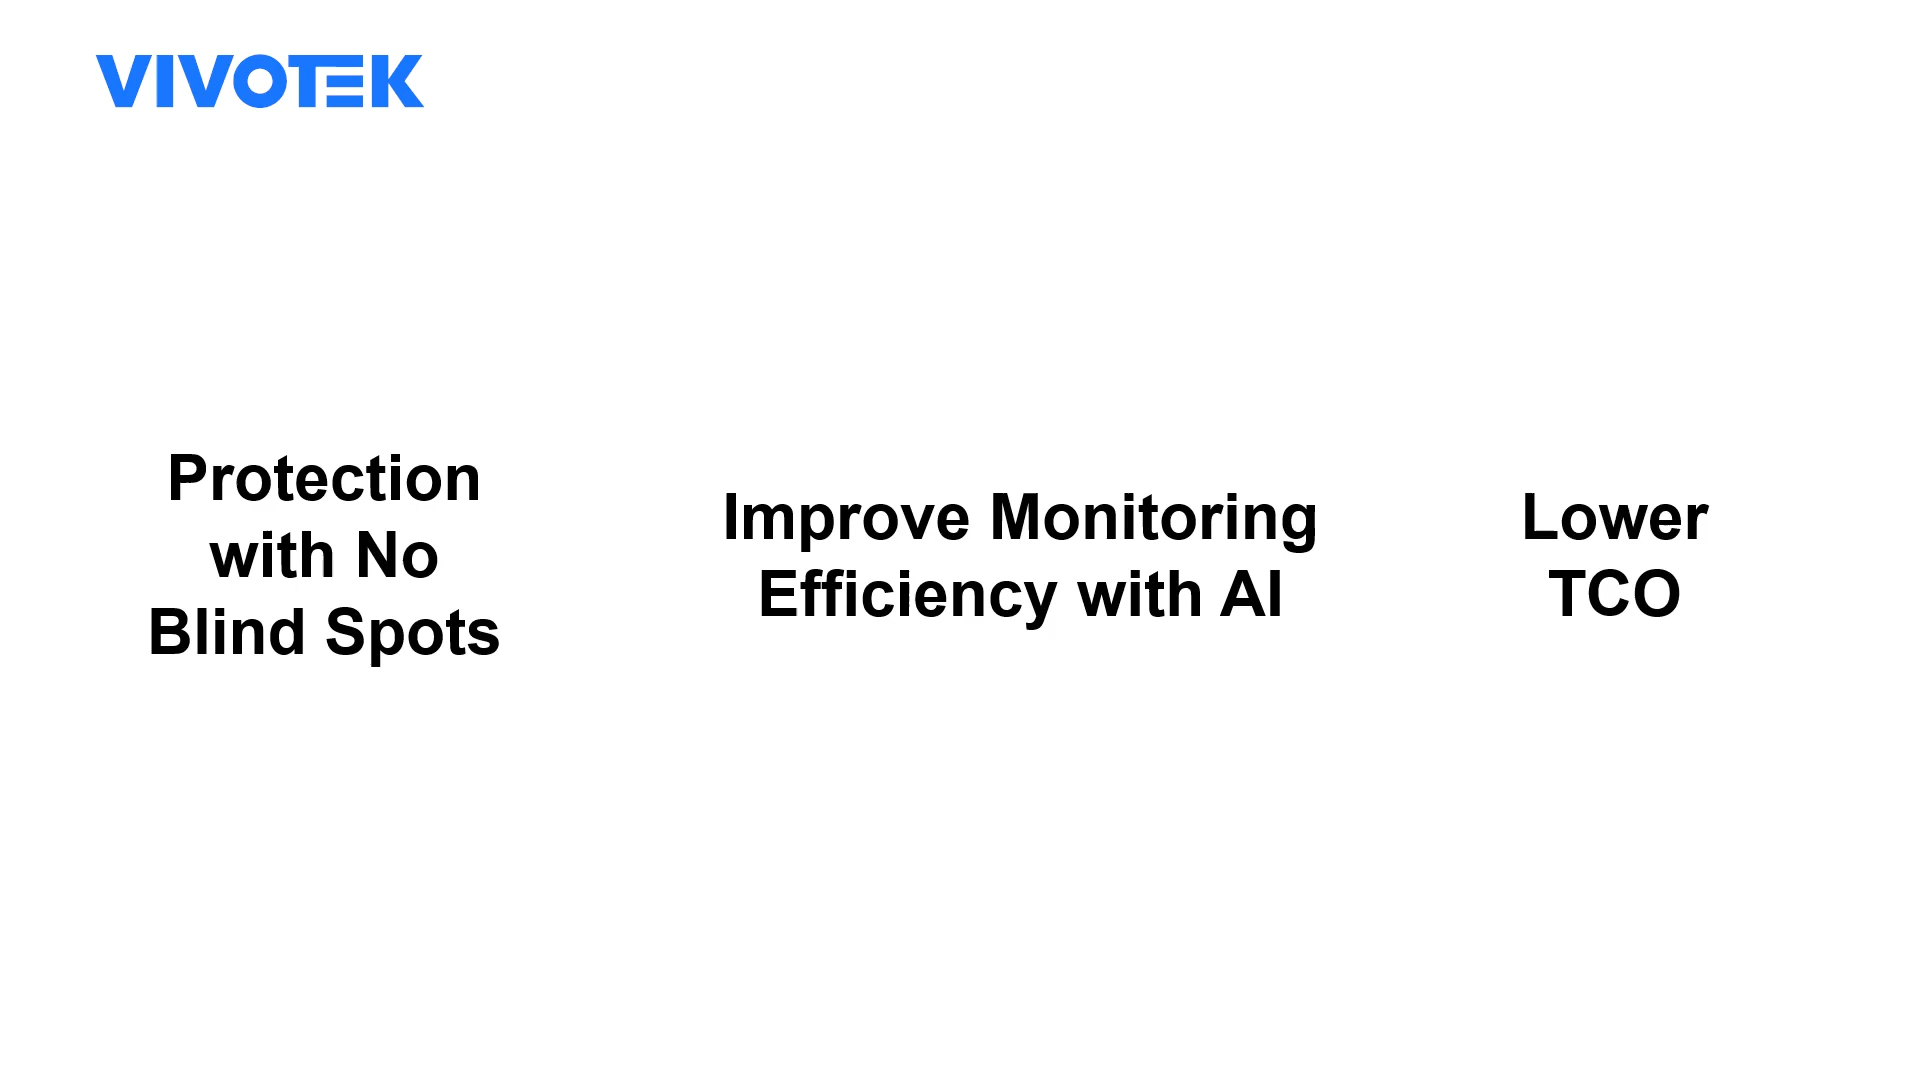 VIVOTEK
Protection
with No
Blind Spots
Improve Monitoring
Efficiency with AI
Lower
TCO